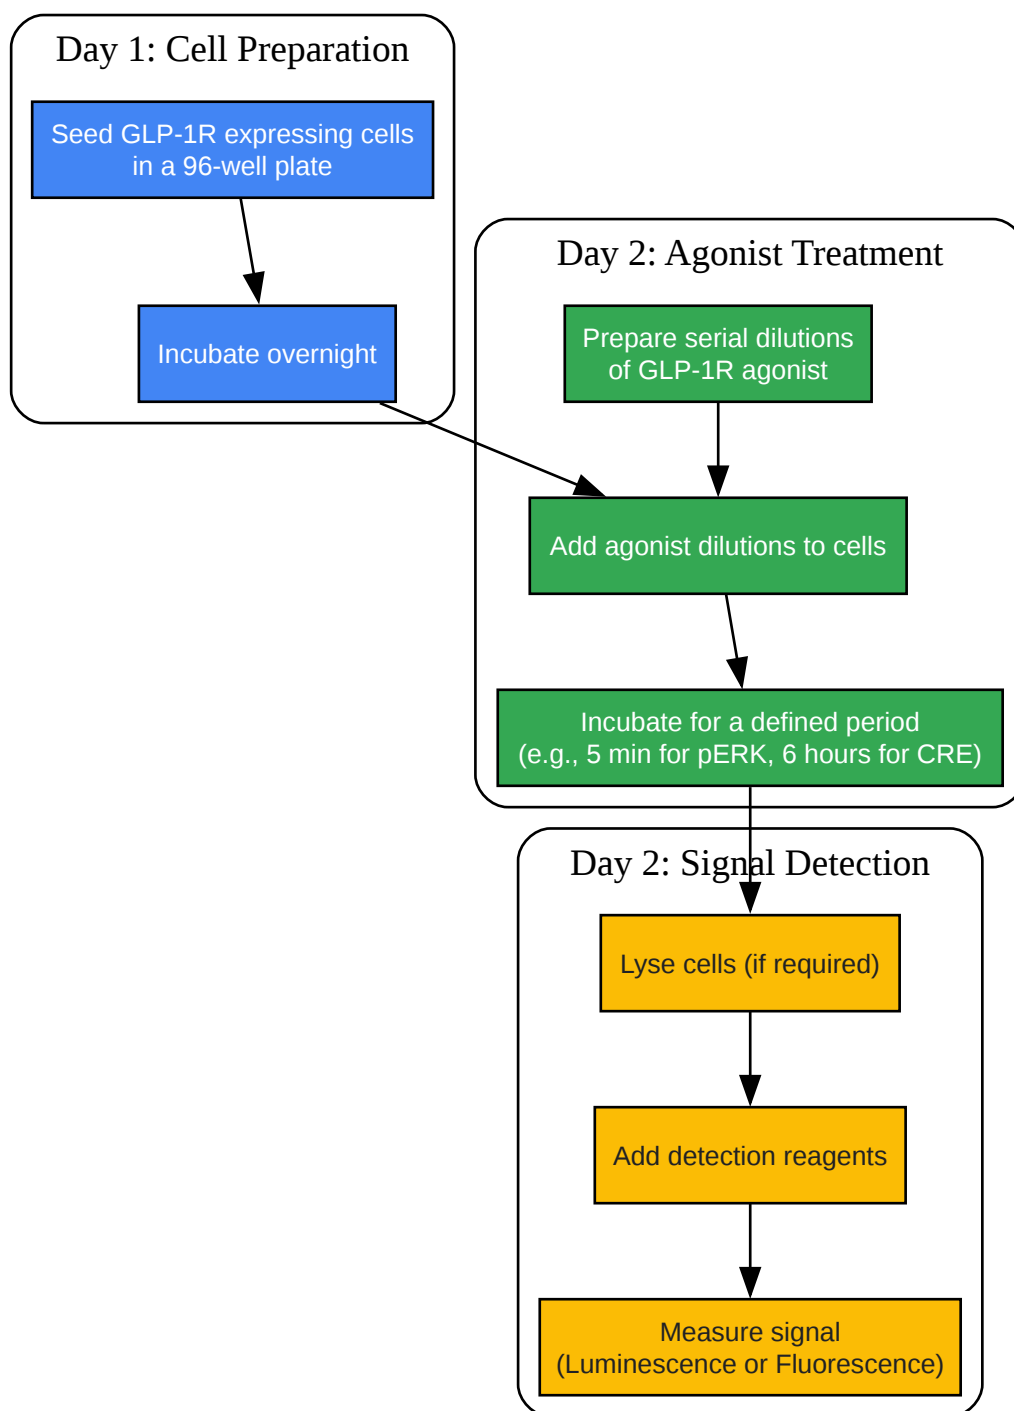 Day 1: Cell Preparation
Seed GLP-1R expressing cells
in a 96-well plate
Incubate overnight
Day 2: Agonist Treatment
Prepare serial dilutions
of GLP-1R agonist
Add agonist dilutions to cells
Incubate for a defined period
(e.g., 5 min for pERK, 6 hours for CRE)
Day 2: Signal Detection
Lyse cells (if required)
Add detection reagents
Measure signal
(Luminescence or Fluorescence)